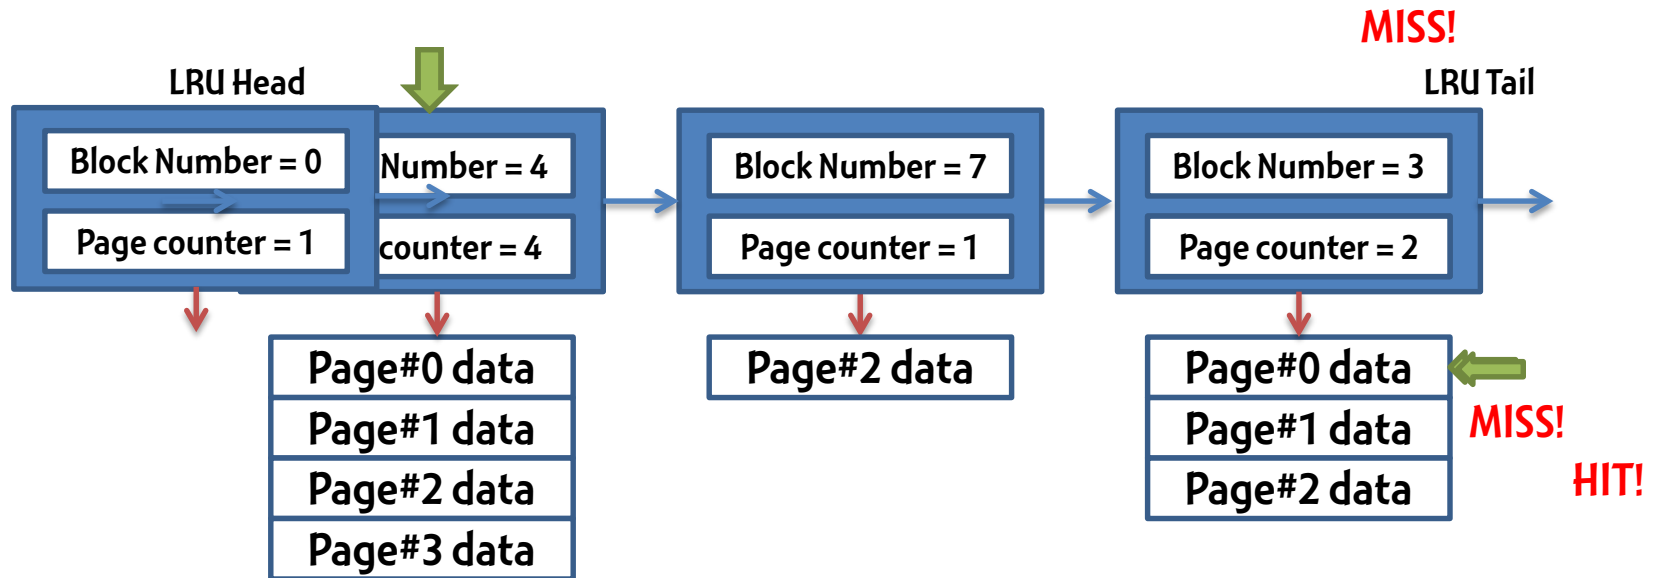 MISS!
LRU Head
LRU Tail
Block Number = 0
Number = 4
Block Number = 7
Block Number = 3
Page counter = 1
counter = 4
Page counter = 1
Page counter = 2
Page#0 data
Page#2 data
Page#0 data
Page#1 data
Page#1 data
MISS!
Page#2 data
Page#2 data
HIT!
Page#3 data